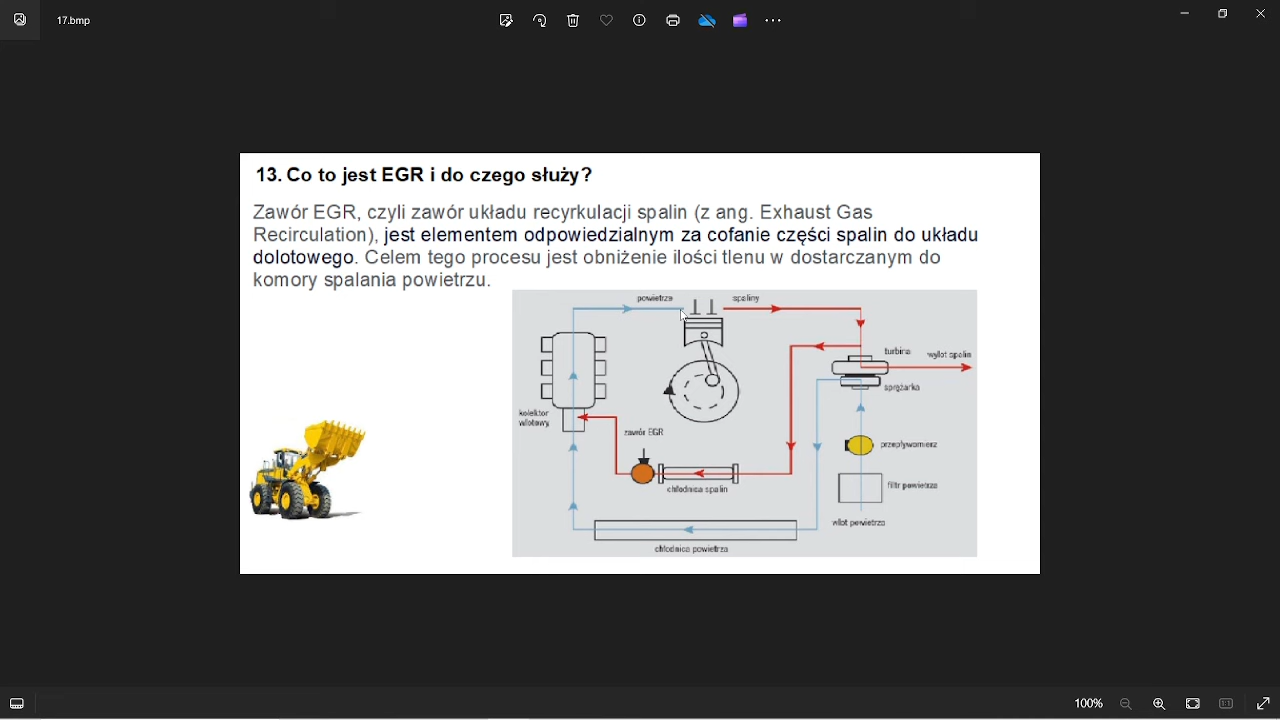 17.bmp
13. Co to jest EGR i do czego służy?
Zawór EGR, czyli zawór układu recyrkulacji spalin (z ang. Exhaust Gas
Recirculation), jest elementem odpowiedzialnym za cofanie części spalin do układu
dolotowego. Celem tego procesu jest obniżenie ilości tlenu w dostarczanym do
komory spalania powietrzu.
powietrze
spaliny
turbina
wylot spalin
sprężarka
kolektor
wlotowy
zawór EGR
przepływomierz
chłodnica spalin
filtr powietrza
wlot powietrza
chłodnica powietrza
100%